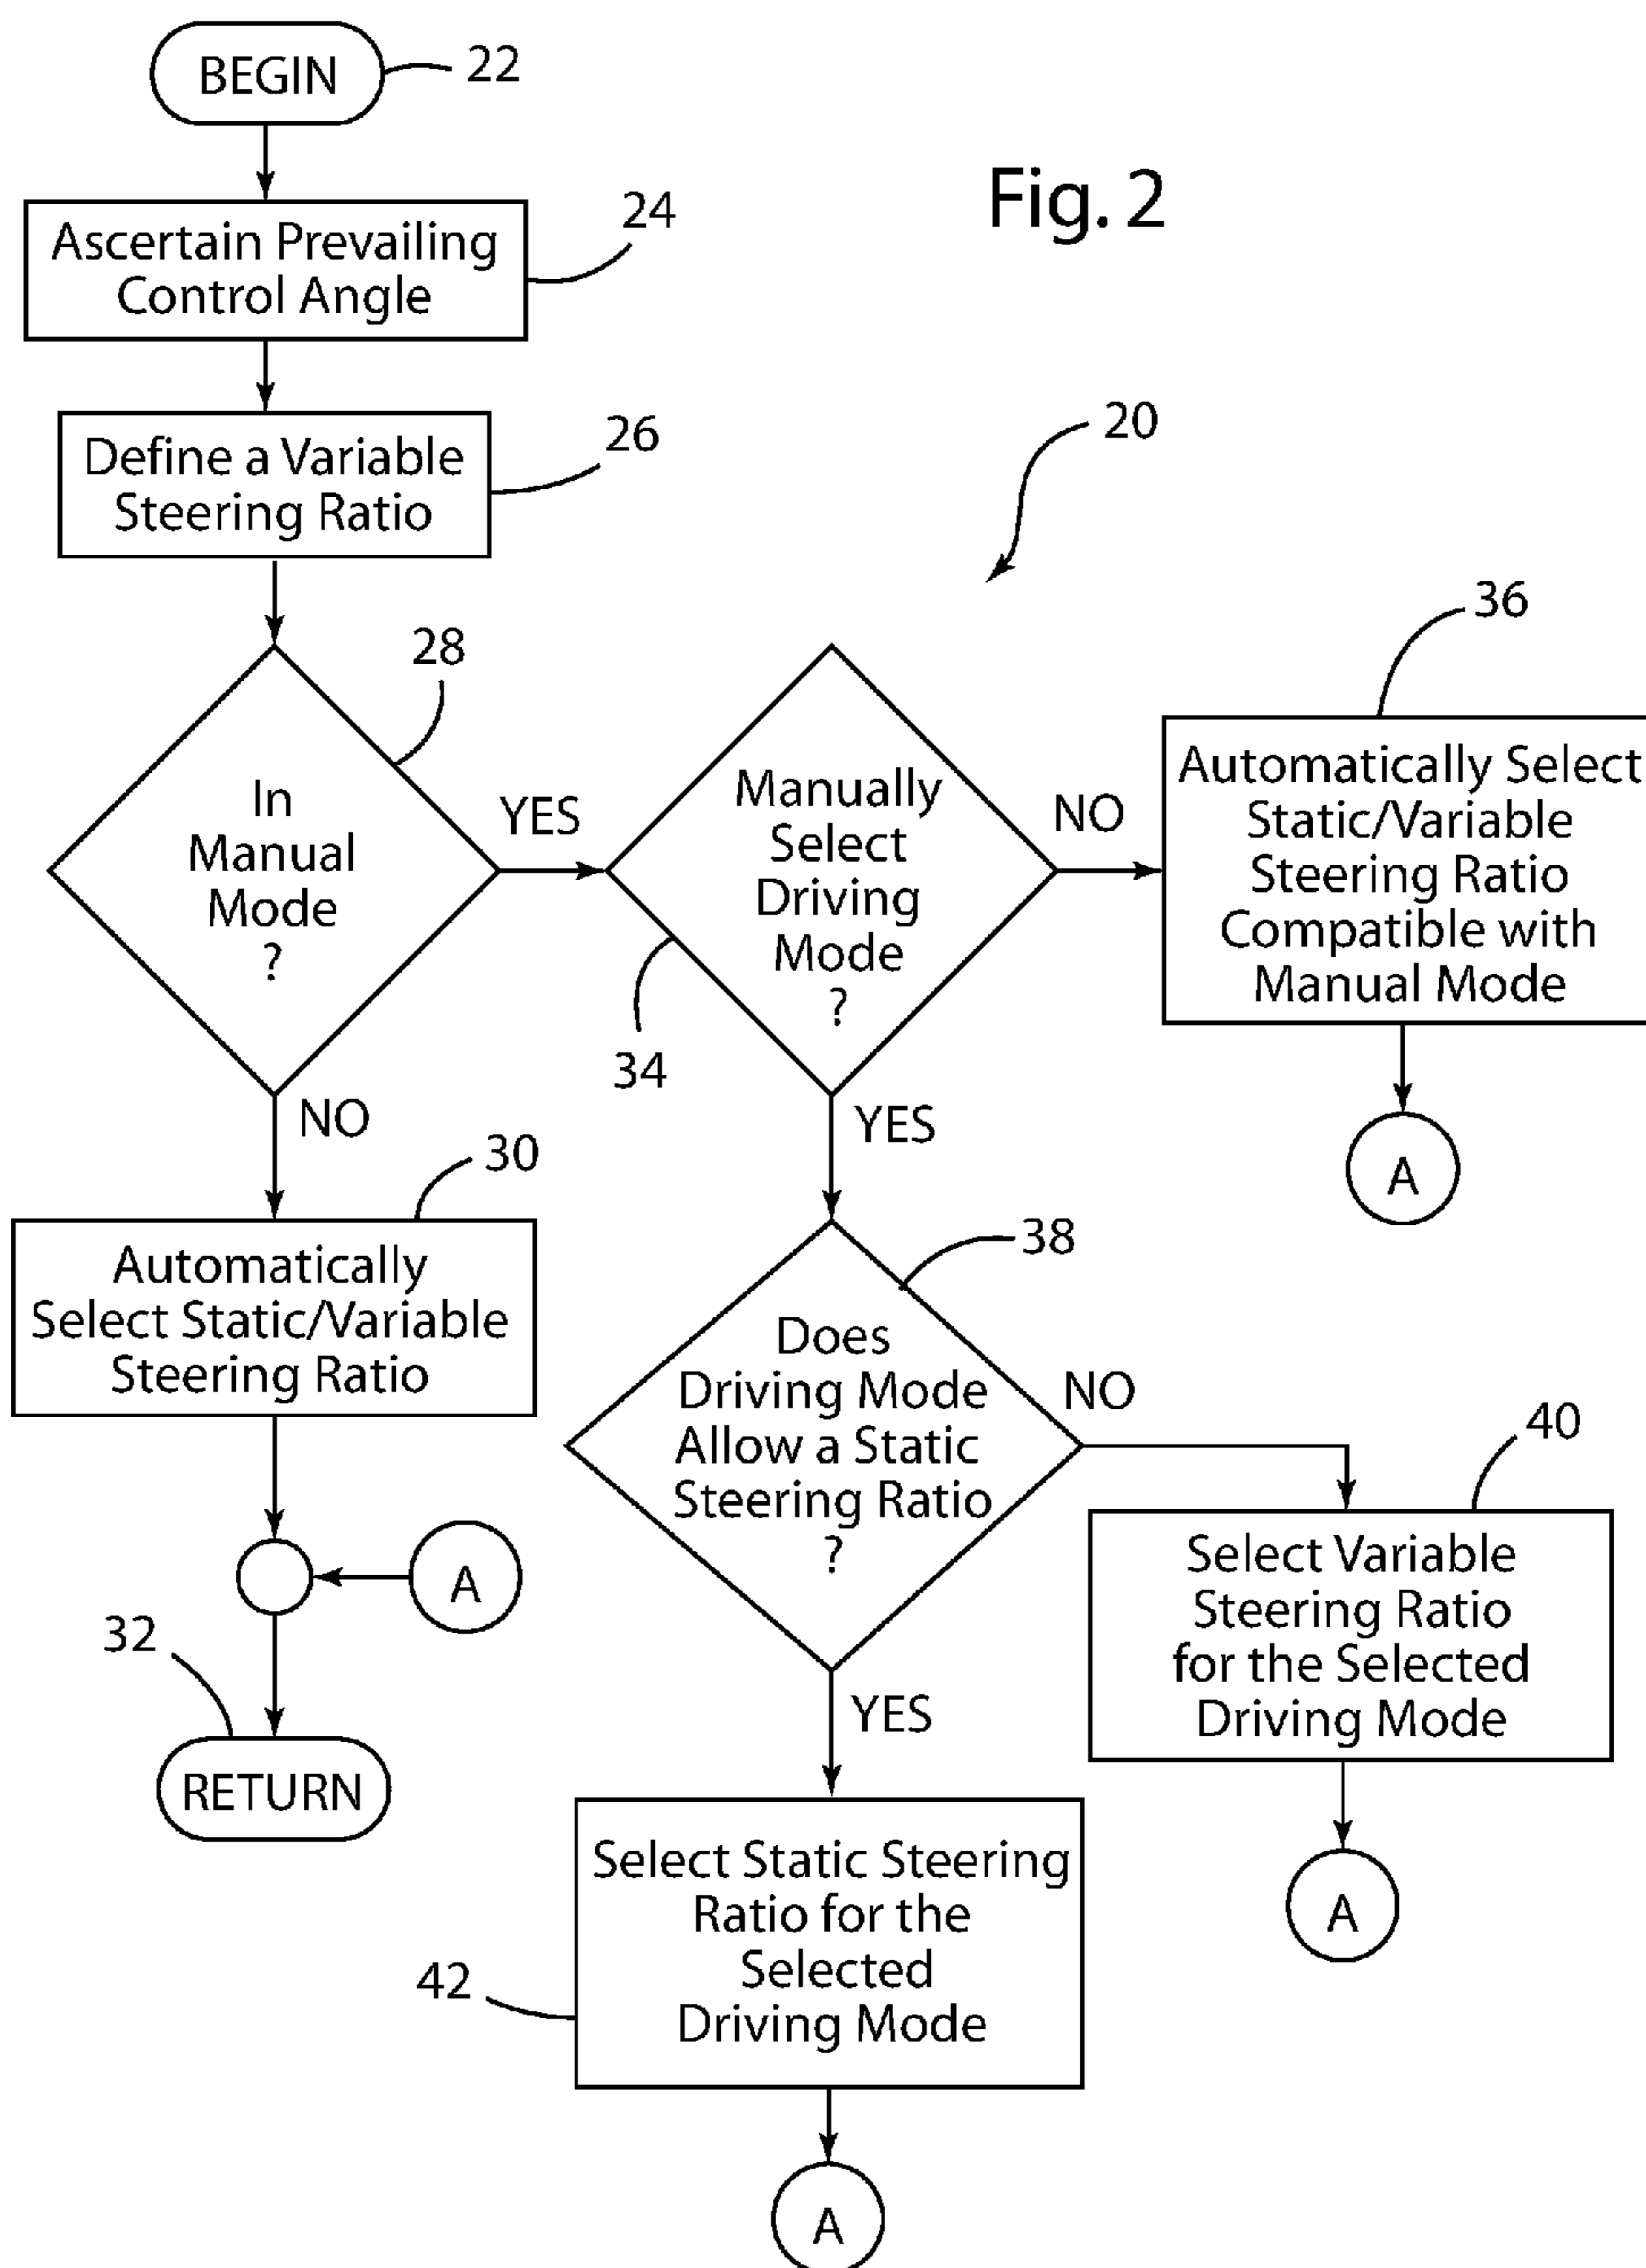 BEGIN
22
Fig. 2
Ascertain Prevailing
Control Angle
24
Define a Variable
Steering Ratio
26
20
In
Manual
Mode
?
28
YES
NO
Manually
Select
Driving
Mode
?
34
NO
YES
36
Automatically Select
Static/Variable
Steering Ratio
Compatible with
Manual Mode
A
30
Automatically
Select Static/Variable
Steering Ratio
A
32
RETURN
38
Does
Driving Mode
Allow a Static
Steering Ratio
?
NO
YES
40
Select Variable
Steering Ratio
for the Selected
Driving Mode
A
42
Select Static Steering
Ratio for the
Selected
Driving Mode
A